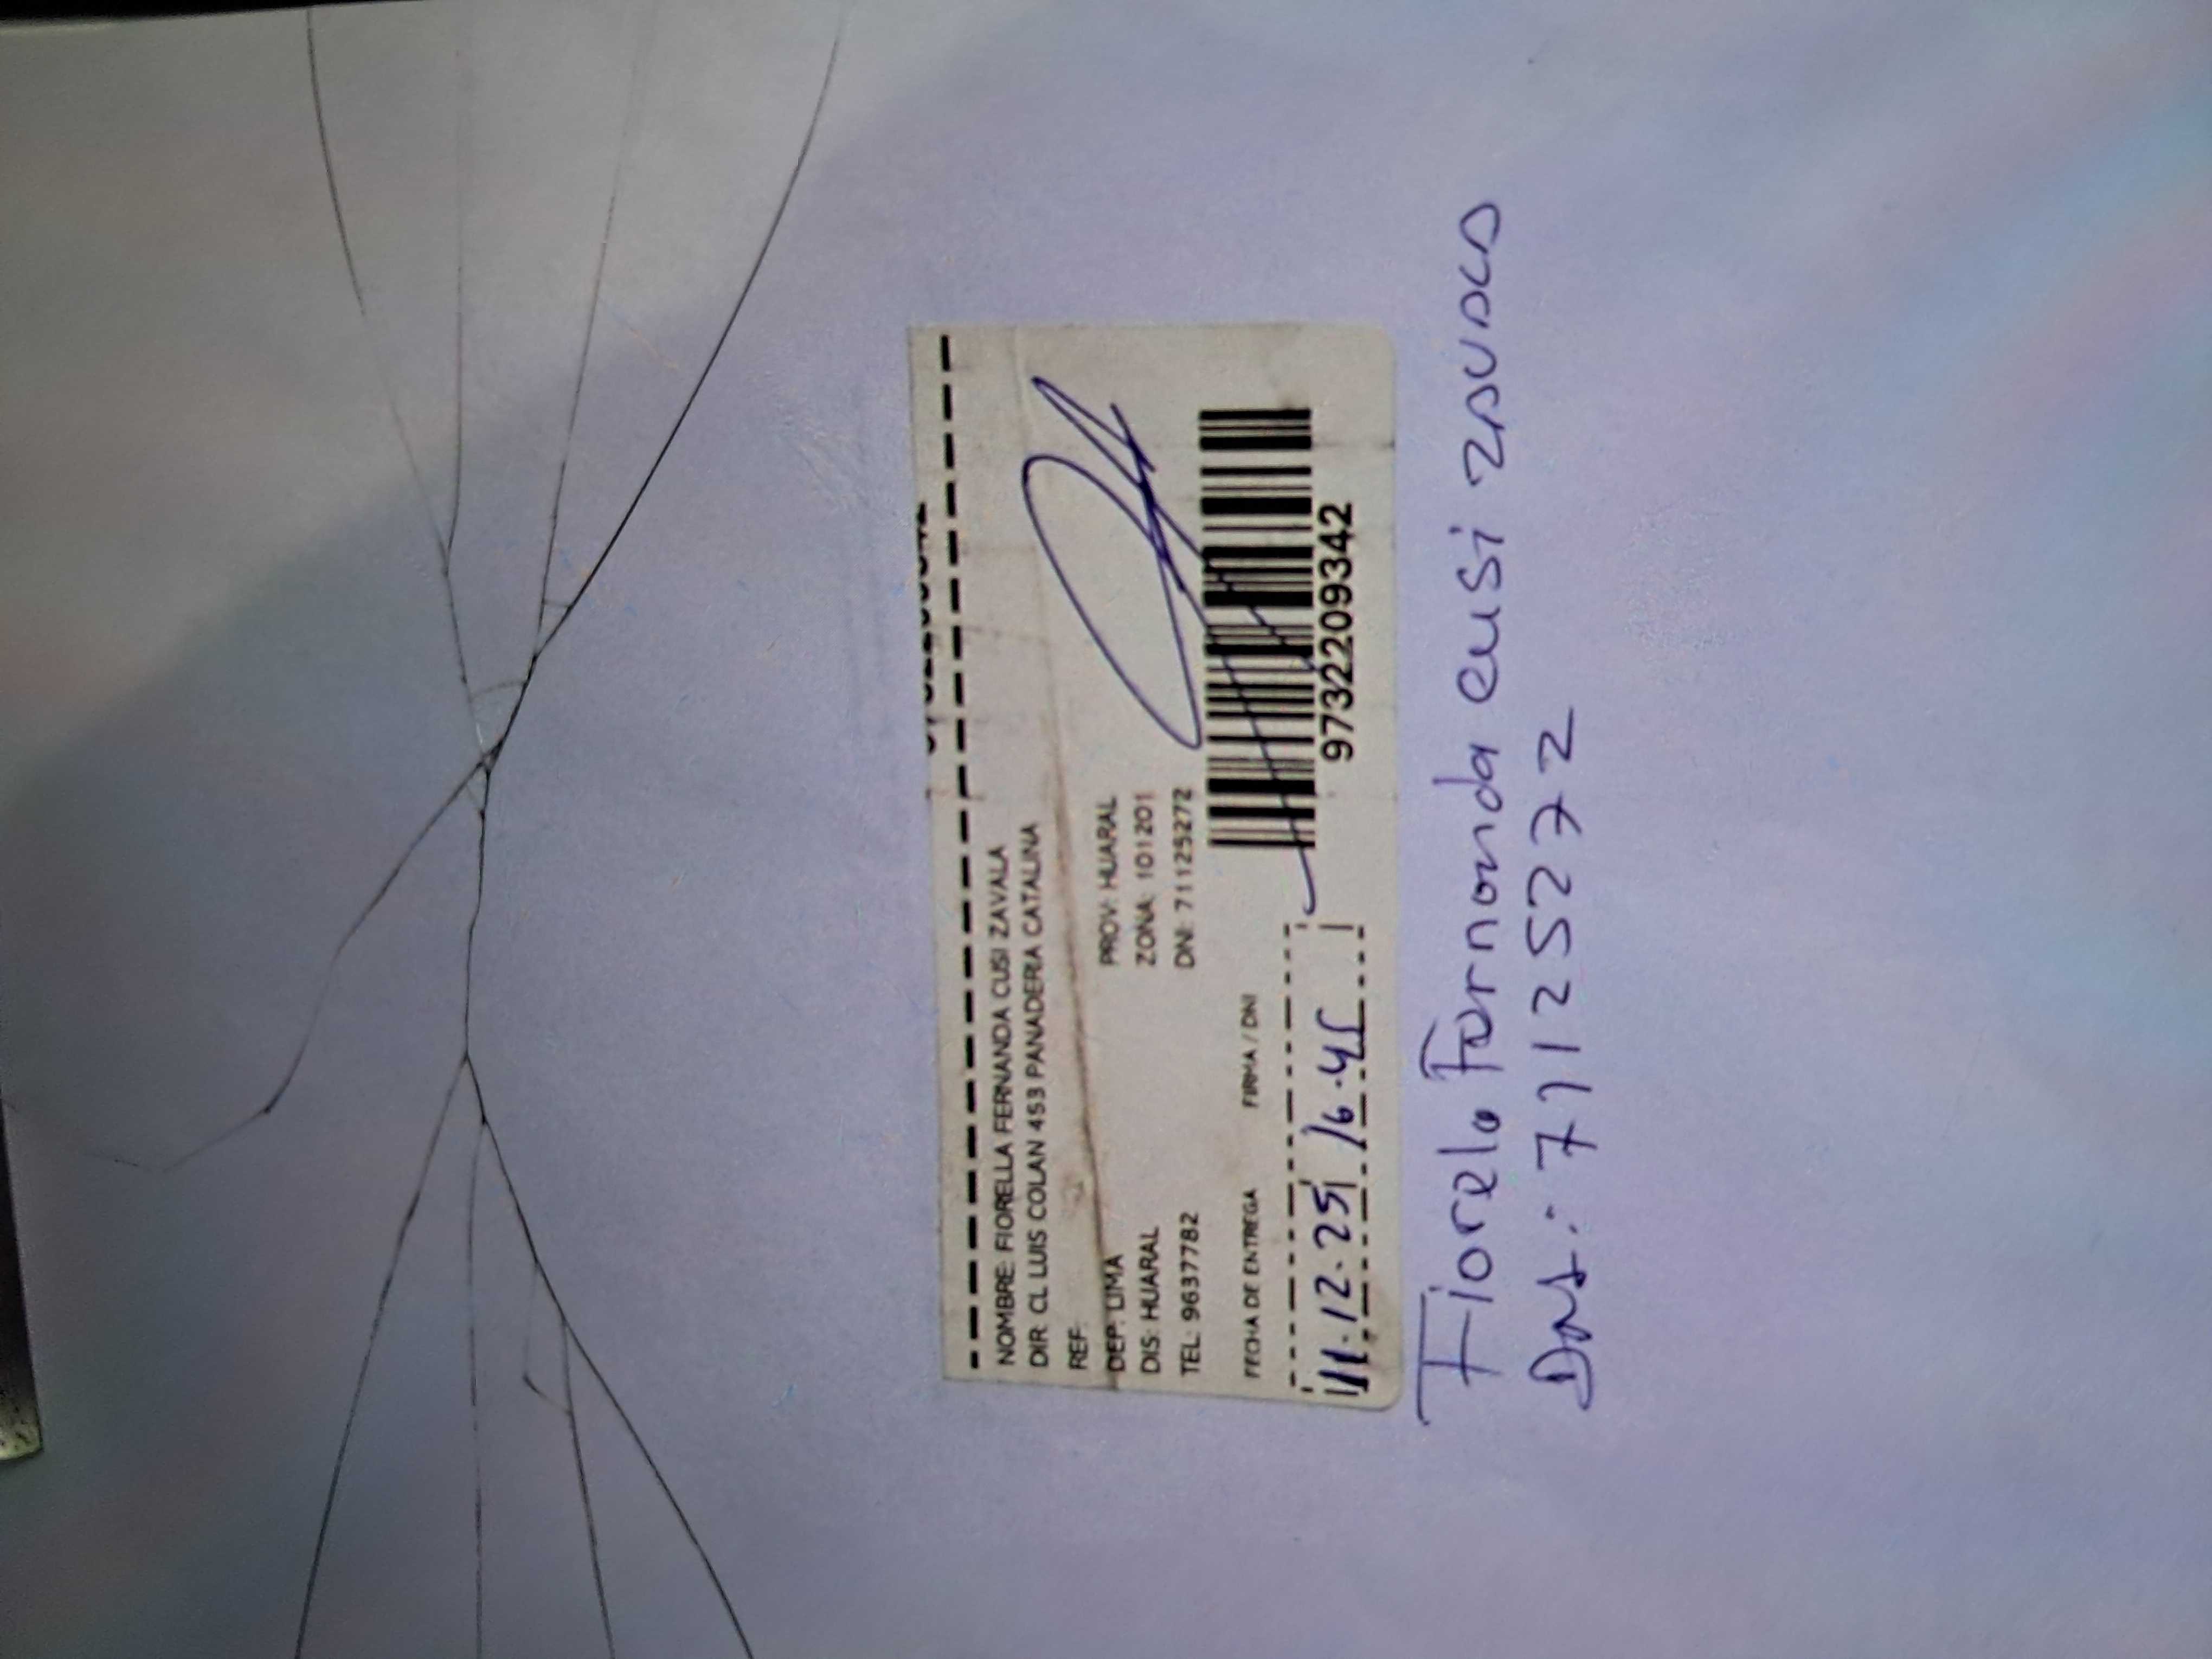 NOMBRE: FIORELLA FERNANDA CUSI ZAVALA
DIR: CL LUIS COLAN 453 PANADERIA CATALINA
REF:
DEP: LIMA PROV: HUARAL
DIS: HUARAL ZONA: 101201
TEL: 96377782 DNI: 71125272
FECHA DE ENTREGA FIRMA / DNI
11.12.25 16.45
9732209342
Fiorela Fernanda cusi zavala
DNI: 71125272